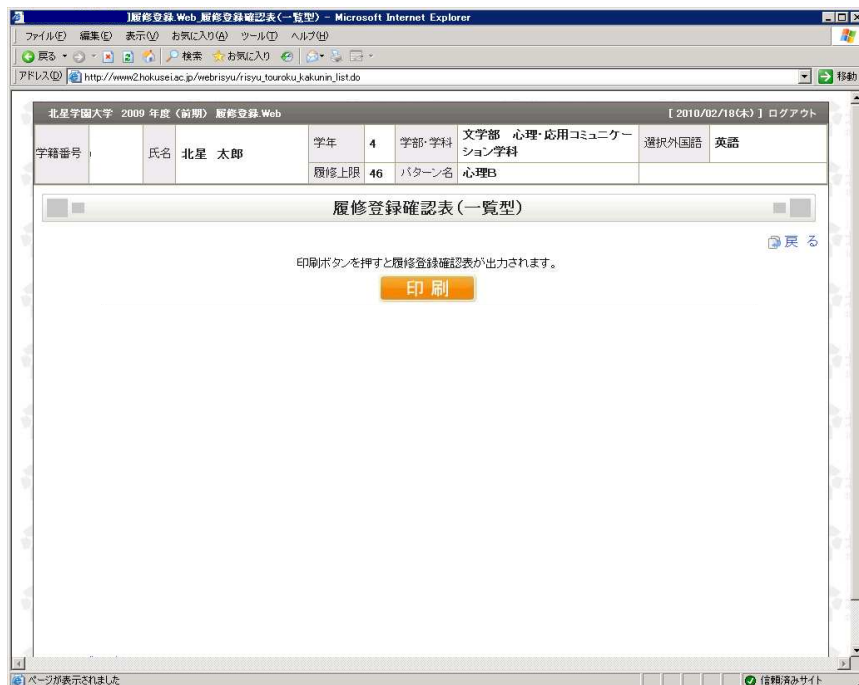 】履修登録.Web_履修登録確認表(一覧型) - Microsoft Internet Explorer
ファイル(F) 編集(E) 表示(V) お気に入り(A) ツール(T) ヘルプ(H)
戻る 検索 お気に入り
アドレス(D) http://www2.hokusei.ac.jp/webrisyu/risyu_touroku_kakunin_list.do 移動
北星学園大学 2009 年度 (前期) 履修登録.Web [ 2010/02/18(木) ] ログアウト
学籍番号 氏名 北星 太郎 学年 4 学部・学科 文学部 心理・応用コミュニケーション学科 選択外国語 英語
履修上限 46 パターン名 心理B
履修登録確認表(一覧型)
戻る
印刷ボタンを押すと履修登録確認表が出力されます。
印刷
ページが表示されました 信頼済みサイト